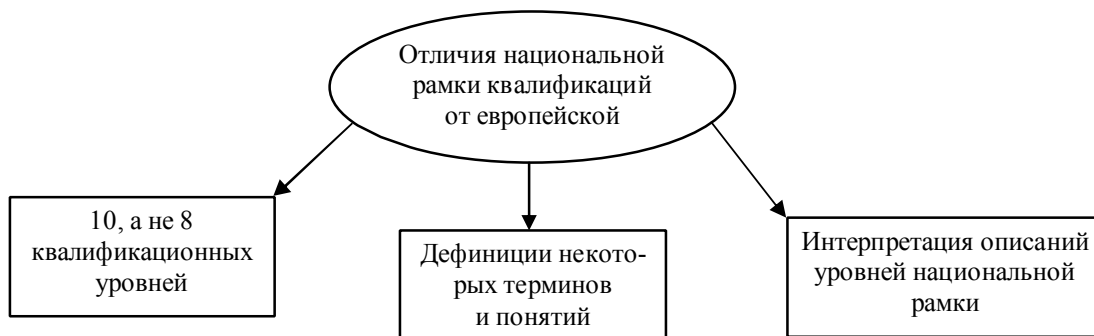 Отличия национальной
рамки квалификаций
от европейской
10, а не 8
квалификационных
уровней
Дефиниции некото-
рых терминов
и понятий
Интерпретация описаний
уровней национальной
рамки